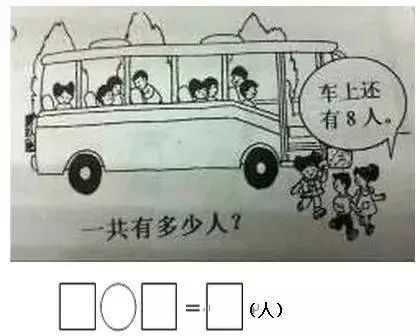 车上还
有8人。
一共有多少人?
= (人)